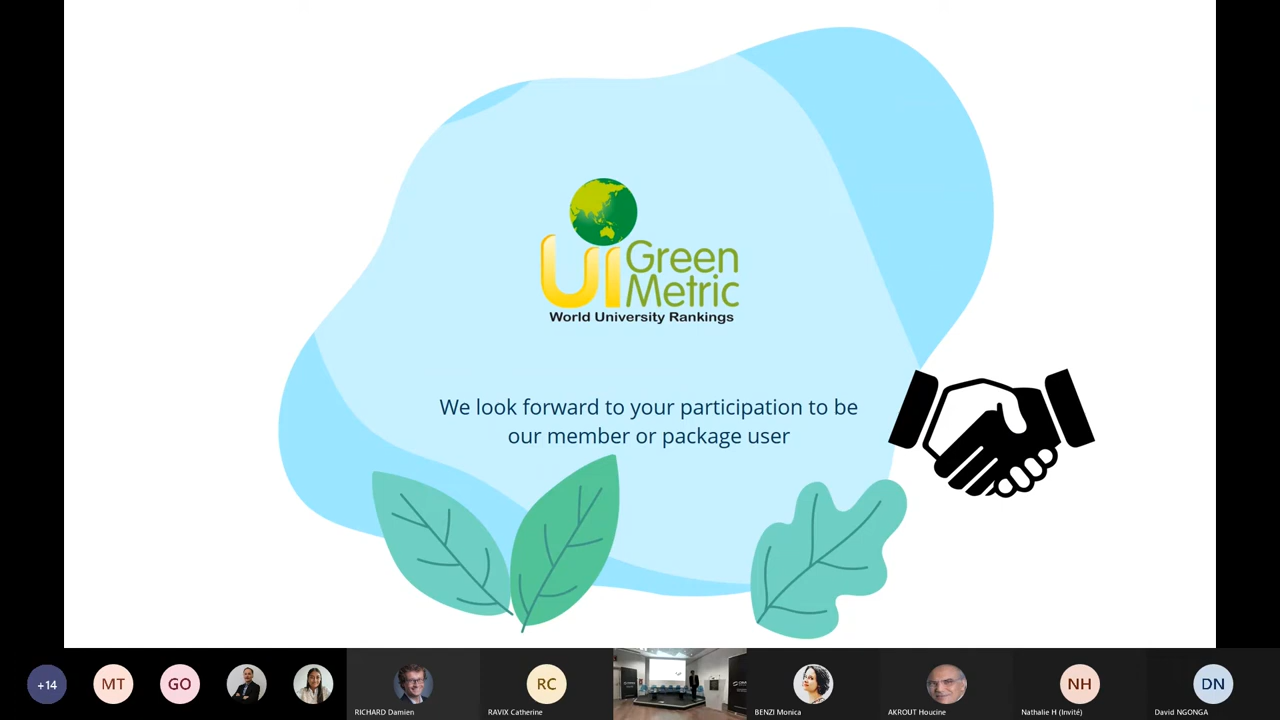 UI Green
Metric
World University Rankings
We look forward to your participation to be
our member or package user
+14
MT
GO
RC
NH
DN
RICHARD Damien
RAVIX Catherine
BENZI Monica
AKROUT Houcine
Nathalie H (Invité)
David NGONGA